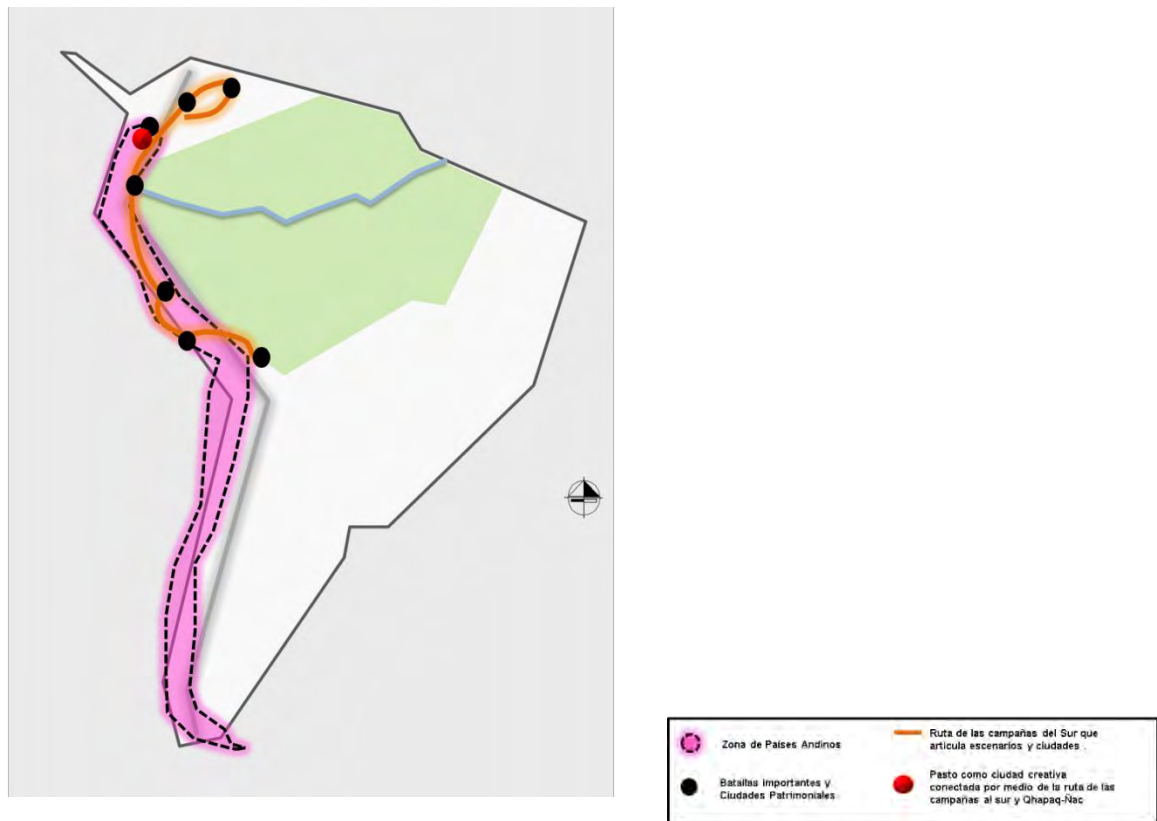 Zona de Países Andinos
Batallas importantes y
Ciudades Patrimoniales
Ruta de las campañas del Sur que
articula escenarios y ciudades
Pasto como ciudad creativa
conectada por medio de la ruta de las
campañas al sur y Qhapaq-Ñac